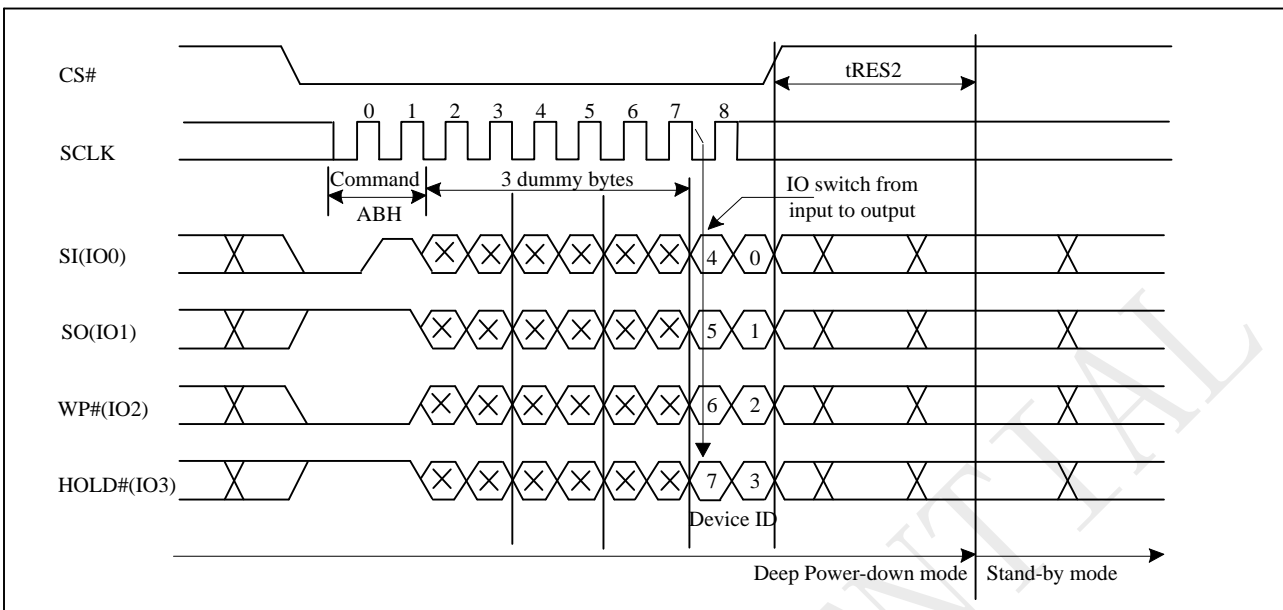 CS#
tRES2
0 1 2 3 4 5 6 7 8
SCLK
Command
ABH
3 dummy bytes
IO switch from
input to output
SI(IO0)
4 0
SO(IO1)
5 1
WP#(IO2)
6 2
HOLD#(IO3)
7 3
Device ID
Deep Power-down mode
Stand-by mode